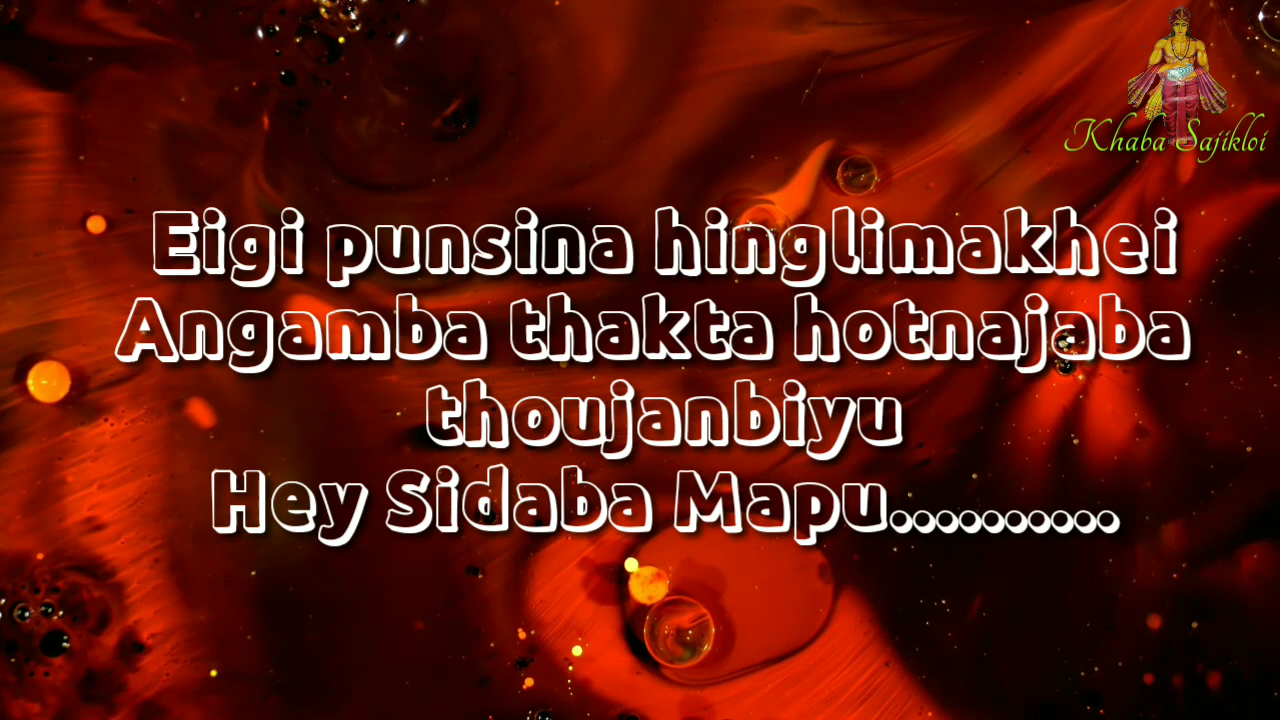 Khaba Sajikloi
Eigi punsina hinglimakhei
Angamba thakta hotnajaba
thoujanbiyu
Hey Sidaba Mapu..........